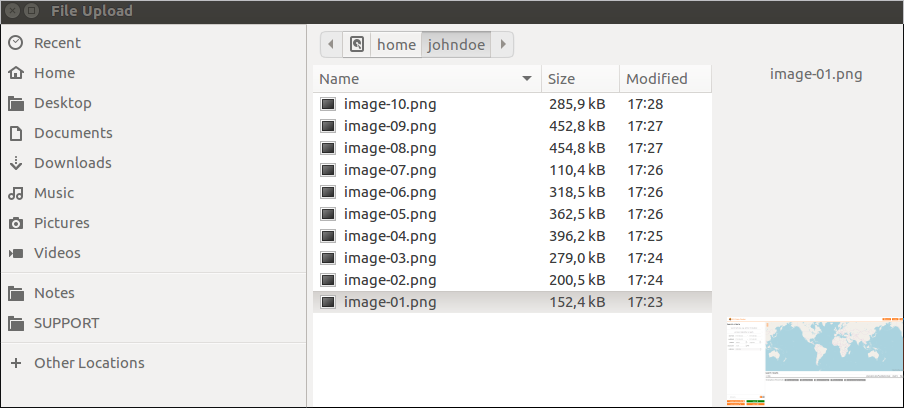 File Upload
Recent
Home
Desktop
Documents
Downloads
Music
Pictures
Videos
Notes
SUPPORT
+ Other Locations
home johndoe
Name Size Modified
image-10.png 285,9 kB 17:28
image-09.png 452,8 kB 17:27
image-08.png 454,8 kB 17:27
image-07.png 110,4 kB 17:26
image-06.png 318,5 kB 17:26
image-05.png 362,5 kB 17:26
image-04.png 396,2 kB 17:25
image-03.png 279,0 kB 17:24
image-02.png 200,5 kB 17:24
image-01.png 152,4 kB 17:23
image-01.png